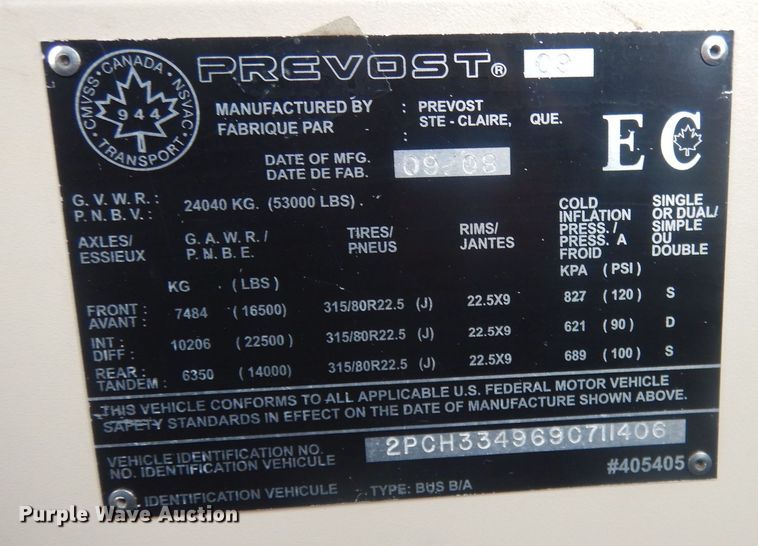 CMVSS · CANADA · NSVAC
944
TRANSPORT
PREVOST®
MANUFACTURED BY : PREVOST
FABRIQUE PAR : STE - CLAIRE, QUE.
DATE OF MFG.
DATE DE FAB.
09-08
EC
G. V. W. R. :
P. N. B. V. :
24040 KG. (53000 LBS) .
AXLES/
ESSIEUX
G. A. W. R. /
P. N. B. E.
TIRES/
PNEUS
RIMS/
JANTES
COLD
INFLATION
PRESS. /
PRESS. A
FROID
SINGLE
OR DUAL/
SIMPLE
OU
DOUBLE
KG ( LBS ) KPA ( PSI )
FRONT :
AVANT :
7484 ( 16500) 315/80R22.5 (J) 22.5X9 827 ( 120 ) S
INT :
DIFF :
10206 ( 22500) 315/80R22.5 (J) 22.5X9 621 ( 90 ) D
REAR :
TANDEM :
6350 ( 14000) 315/80R22.5 (J) 22.5X9 689 ( 100 ) S
THIS VEHICLE CONFORMS TO ALL APPLICABLE U.S. FEDERAL MOTOR VEHICLE
SAFETY STANDARDS IN EFFECT ON THE DATE OF MANUFACTURE SHOWN ABOVE.
VEHICLE IDENTIFICATION NO.
NO. IDENTIFICATION VEHICULE
2PCH334969C711406
#405405
IDENTIFICATION VEHICULE TYPE: BUS B/A
Purple Wave Auction